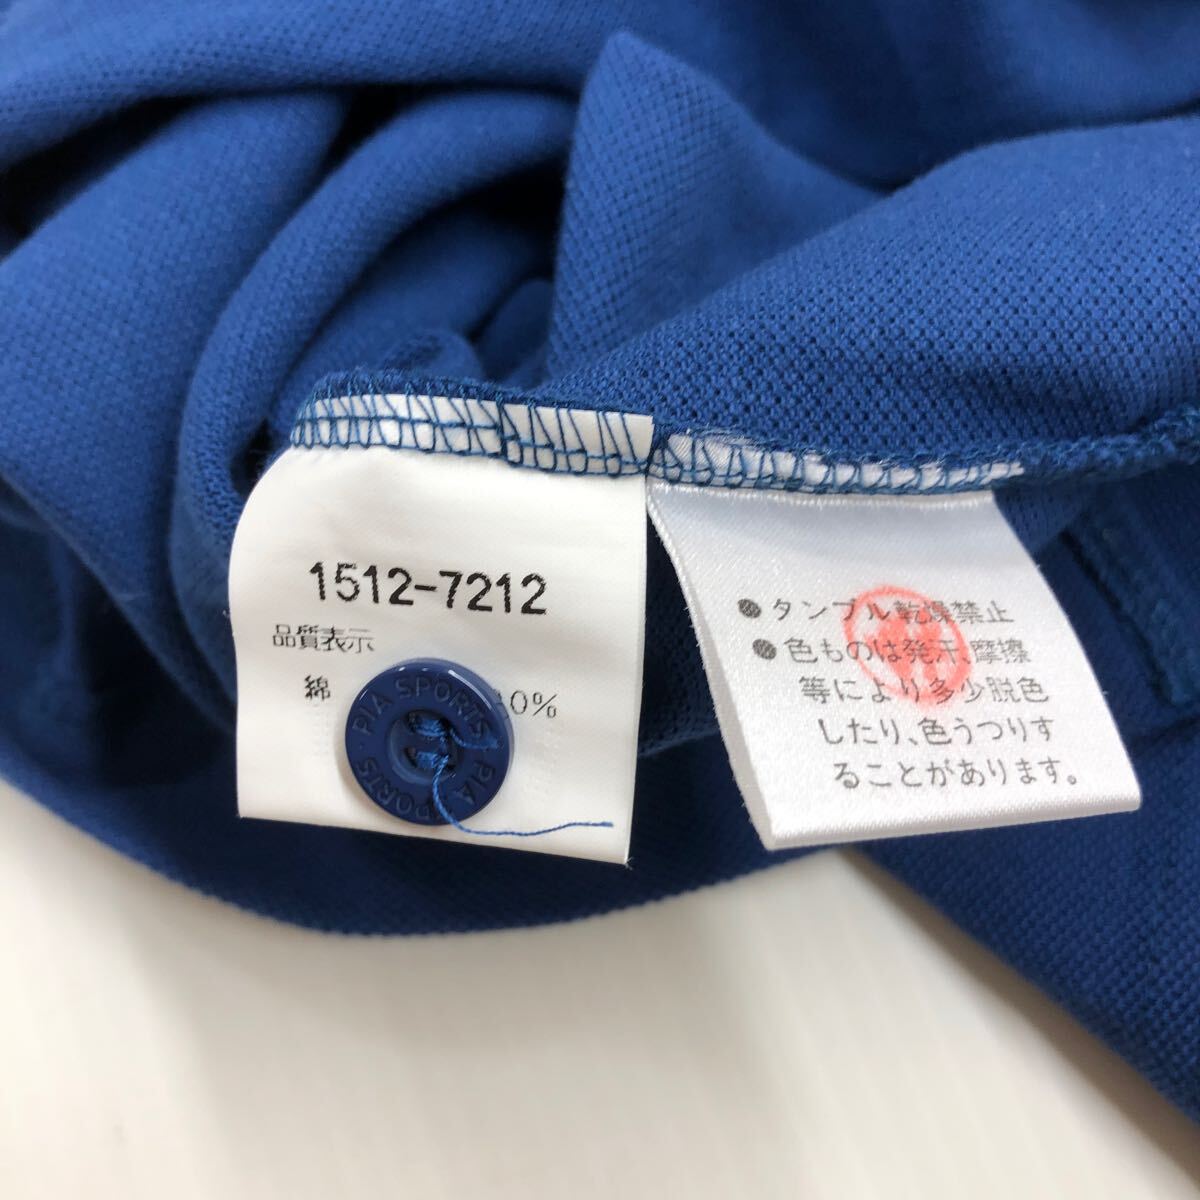 1512-7212
品質表示
綿 0%
PIA SPORTS · PIA SPORTS ·
●タンブル乾燥禁止
●色ものは発汗、摩擦
等により多少脱色
したり、色うつりす
ることがあります。